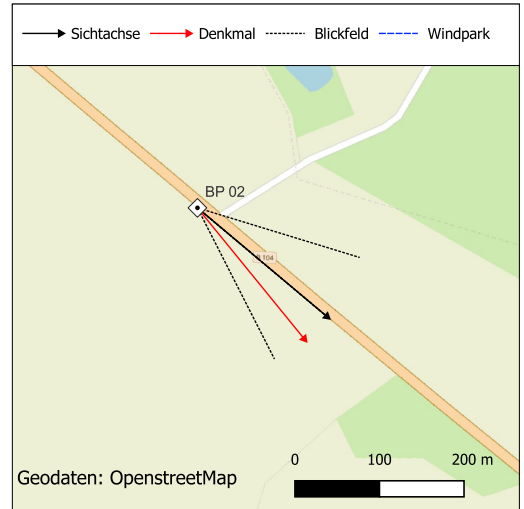 Sichtachse Denkmal Blickfeld Windpark
BP 02
B 104
Geodaten: OpenstreetMap
0 100 200 m